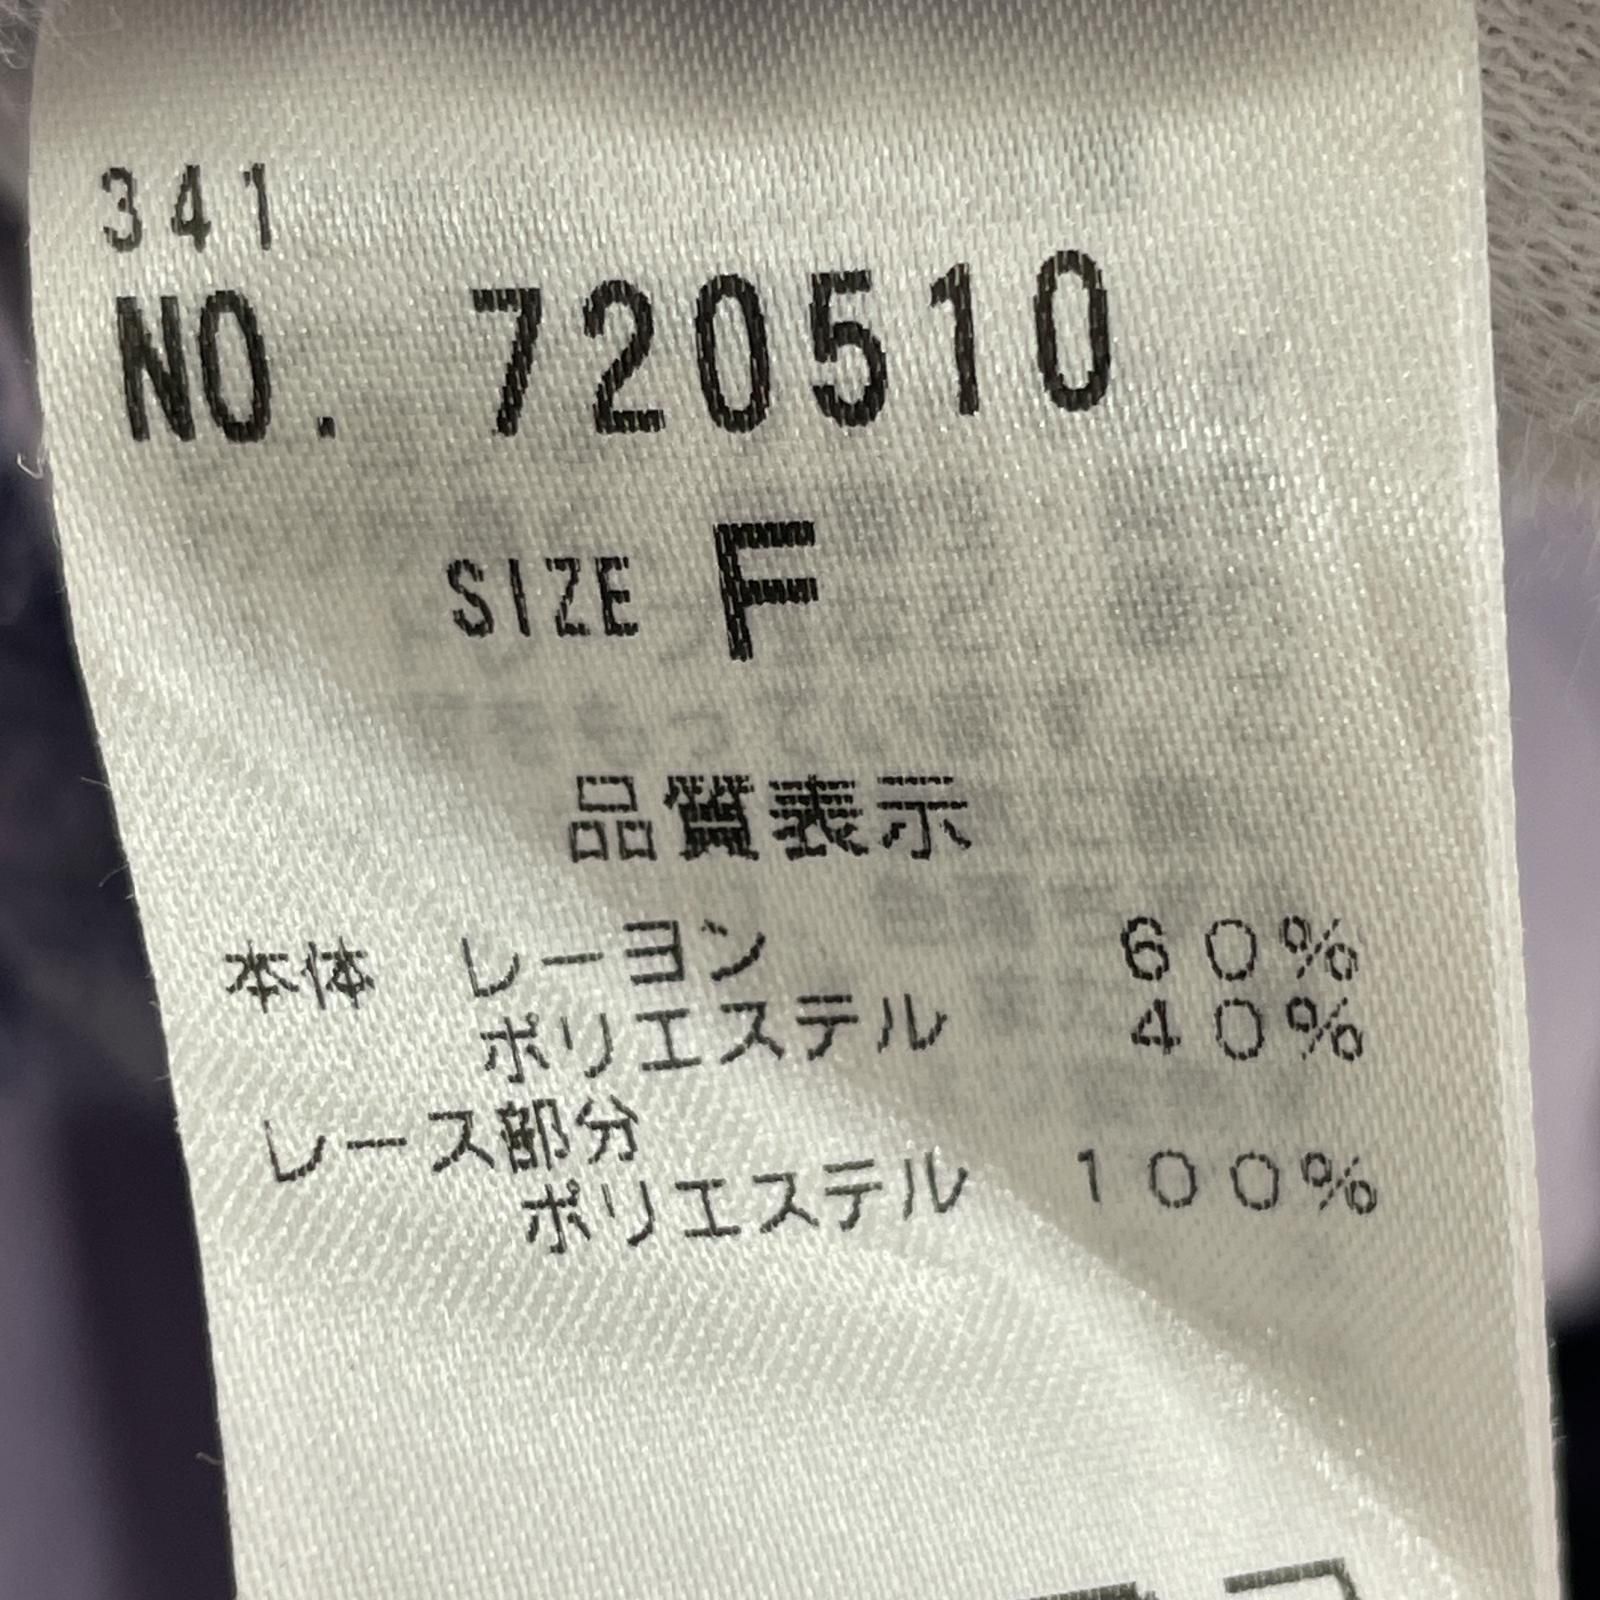 341
NO. 720510
SIZE F
品質表示
本体 レーヨン 60%
ポリエステル 40%
レース部分
ポリエステル 100%